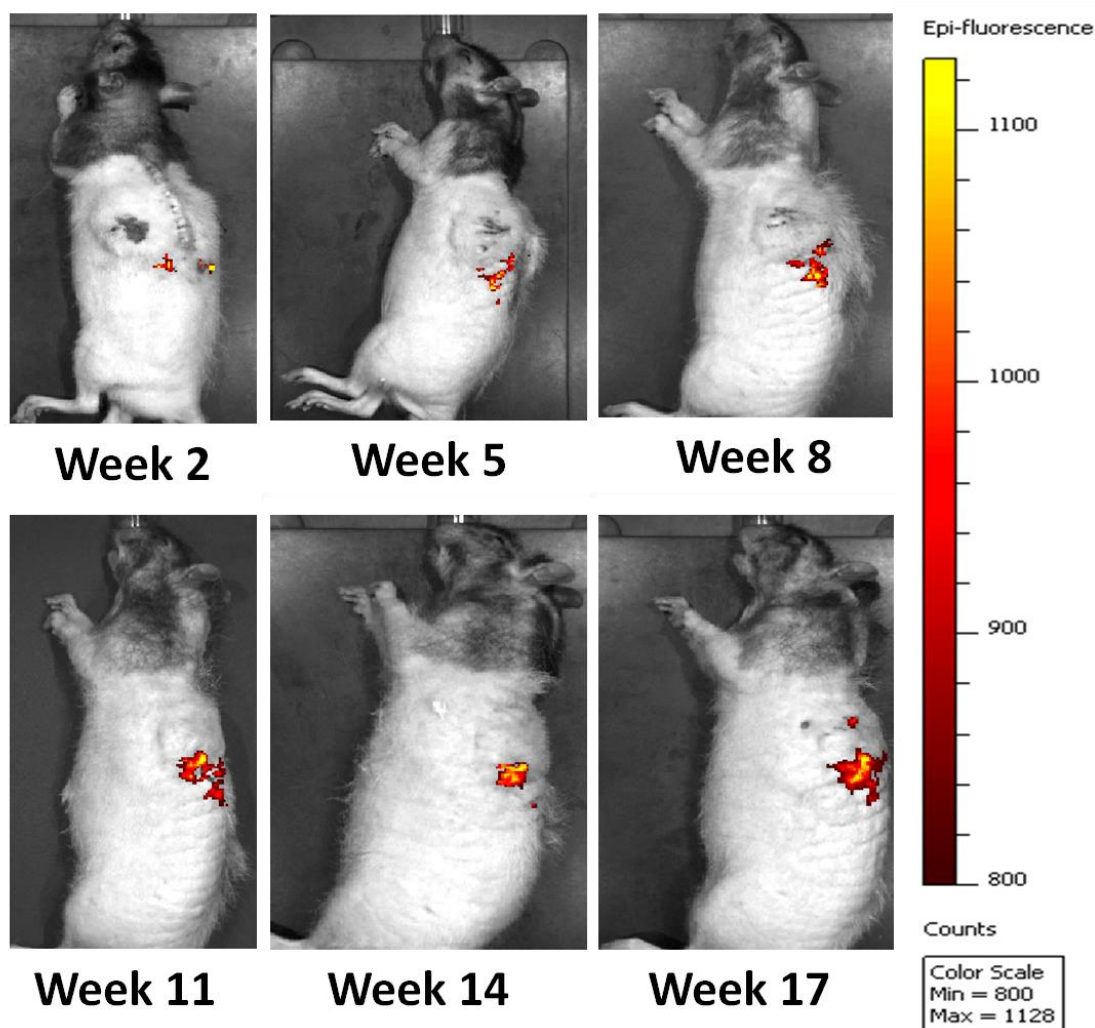 Epi-fluorescence
1100
1000
900
800
Counts
Color Scale
Min = 800
Max = 1128
Week 2
Week 5
Week 8
Week 11
Week 14
Week 17